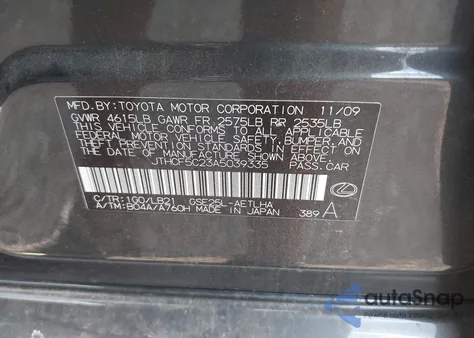 MFD.BY: TOYOTA MOTOR CORPORATION 11/09
GVWR 4615LB GAWR FR 2575LB RR 2535LB
THIS VEHICLE CONFORMS TO ALL APPLICABLE
FEDERAL MOTOR VEHICLE SAFETY, BUMPER, AND
THEFT PREVENTION STANDARDS IN EFFECT ON
THE DATE OF MANUFACTURE SHOWN ABOVE.
JTHCF5C23A5039335 PASS.CAR
C/TR:1G0/LB21 GSE25L-AETLHA
A/TM:B04A/A760H MADE IN JAPAN 389 A
autoSnap